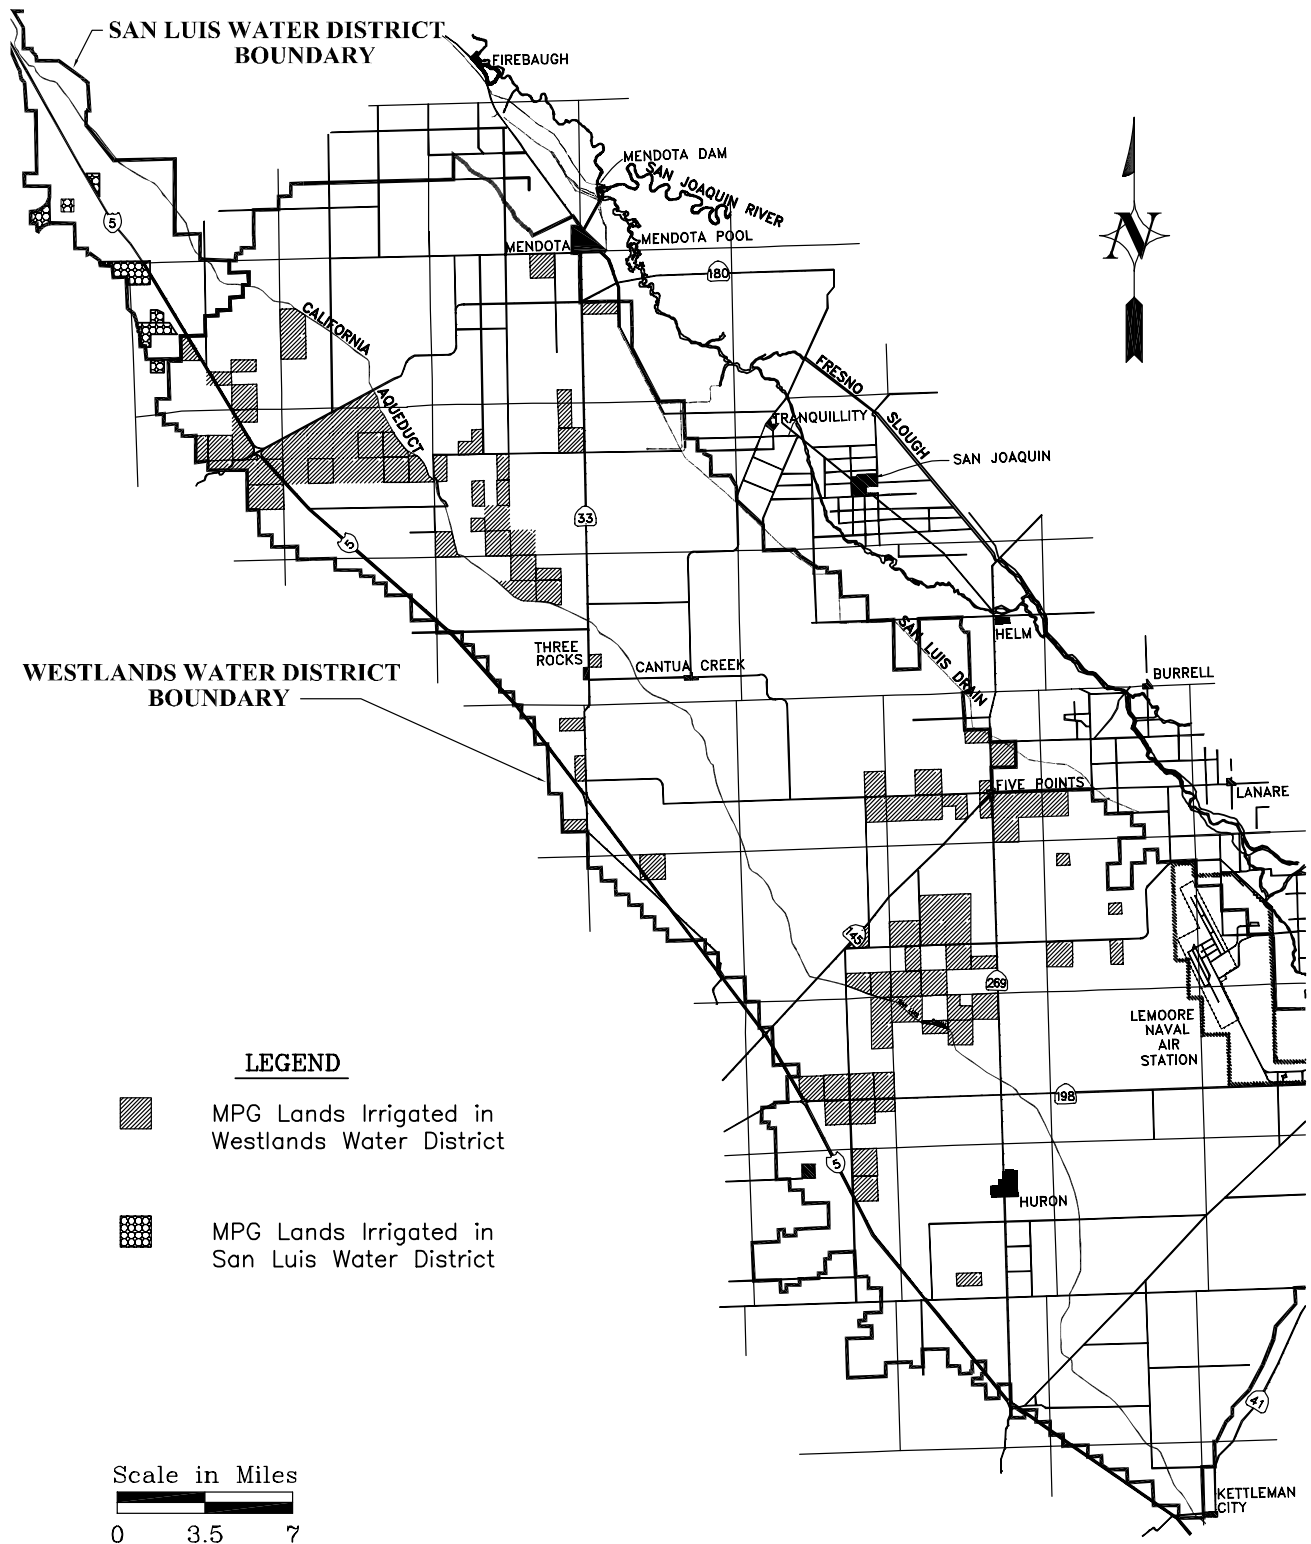 SAN LUIS WATER DISTRICT
BOUNDARY
FIREBAUGH
MENDOTA DAM
SAN JOAQUIN RIVER
MENDOTA
MENDOTA POOL
N
5
180
CALIFORNIA
AQUEDUCT
FRESNO
SLOUGH
TRANQUILLITY
SAN JOAQUIN
33
5
HELM
SAN LUIS DRAIN
THREE
ROCKS
CANTUA CREEK
BURRELL
WESTLANDS WATER DISTRICT
BOUNDARY
FIVE POINTS
LANARE
145
269
LEMOORE
NAVAL
AIR
STATION
198
5
HURON
LEGEND
MPG Lands Irrigated in
Westlands Water District
MPG Lands Irrigated in
San Luis Water District
41
Scale in Miles
0 3.5 7
KETTLEMAN
CITY